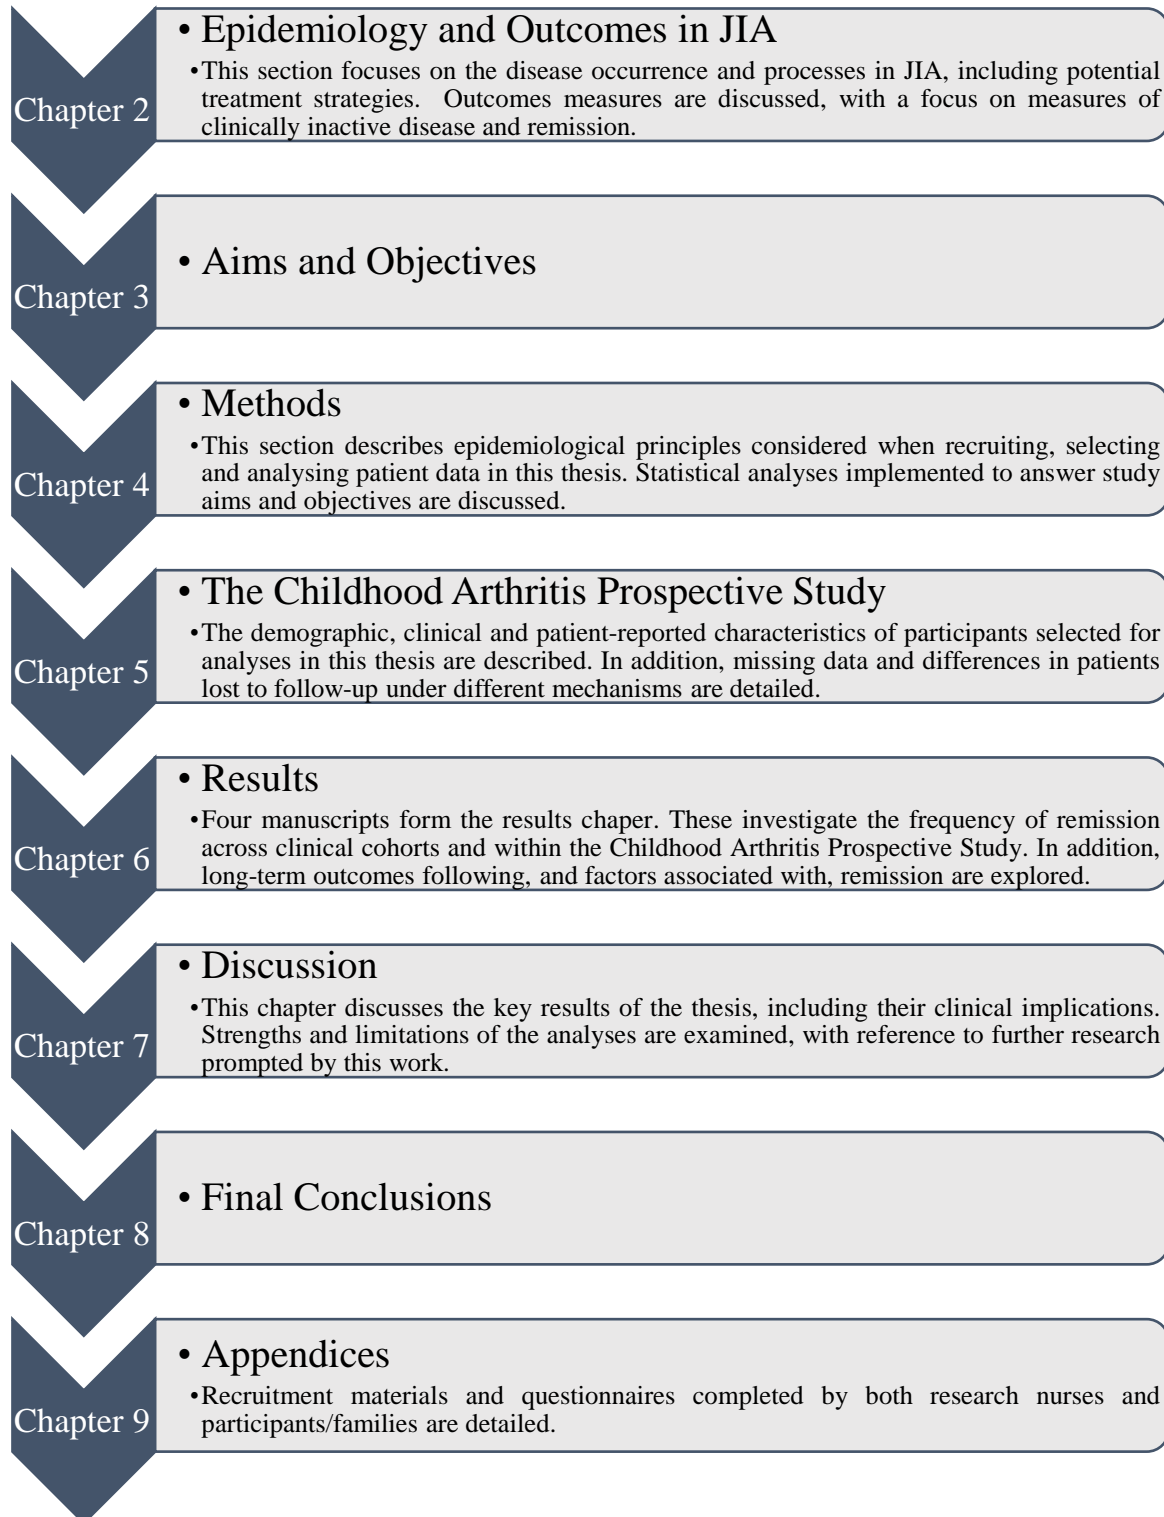 Chapter 2
• Epidemiology and Outcomes in JIA
•This section focuses on the disease occurrence and processes in JIA, including potential
treatment strategies.  Outcomes measures are discussed, with a focus on measures of
clinically inactive disease and remission.
Chapter 3
• Aims and Objectives
Chapter 4
• Methods
•This section describes epidemiological principles considered when recruiting, selecting
and analysing patient data in this thesis. Statistical analyses implemented to answer study
aims and objectives are discussed.
Chapter 5
• The Childhood Arthritis Prospective Study
•The demographic, clinical and patient-reported characteristics of participants selected for
analyses in this thesis are described. In addition, missing data and differences in patients
lost to follow-up under different mechanisms are detailed.
Chapter 6
• Results
•Four manuscripts form the results chaper. These investigate the frequency of remission
across clinical cohorts and within the Childhood Arthritis Prospective Study. In addition,
long-term outcomes following, and factors associated with, remission are explored.
Chapter 7
• Discussion
•This chapter discusses the key results of the thesis, including their clinical implications.
Strengths and limitations of the analyses are examined, with reference to further research
prompted by this work.
Chapter 8
• Final Conclusions
Chapter 9
• Appendices
•Recruitment materials and questionnaires completed by both research nurses and
participants/families are detailed.